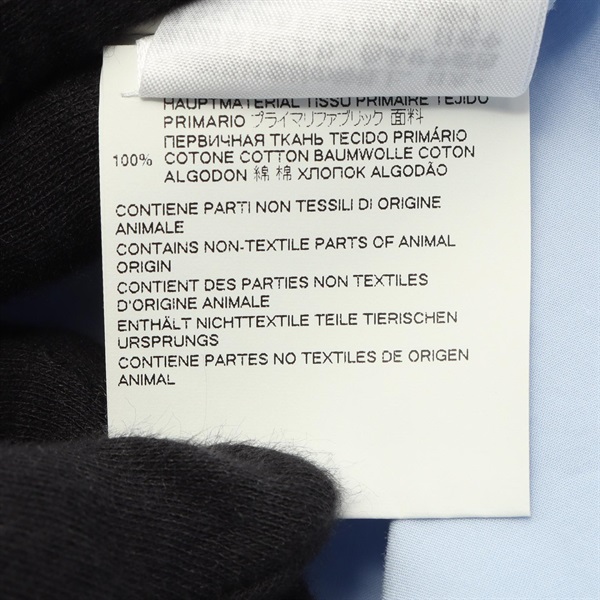 HAUPTMATERIAL TISSU PRIMAIRE TEJIDO
PRIMARIO プライマリファブリック 面料
ПЕРВИЧНАЯ ТКАНЬ TECIDO PRIMÁRIO
100% COTONE COTTON BAUMWOLLE COTON
ALGODON 綿 棉 ХЛОПОК ALGODÃO
CONTIENE PARTI NON TESSILI DI ORIGINE
ANIMALE
CONTAINS NON-TEXTILE PARTS OF ANIMAL
ORIGIN
CONTIENT DES PARTIES NON TEXTILES
D'ORIGINE ANIMALE
ENTHÄLT NICHTTEXTILE TEILE TIERISCHEN
URSPRUNGS
CONTIENE PARTES NO TEXTILES DE ORIGEN
ANIMAL